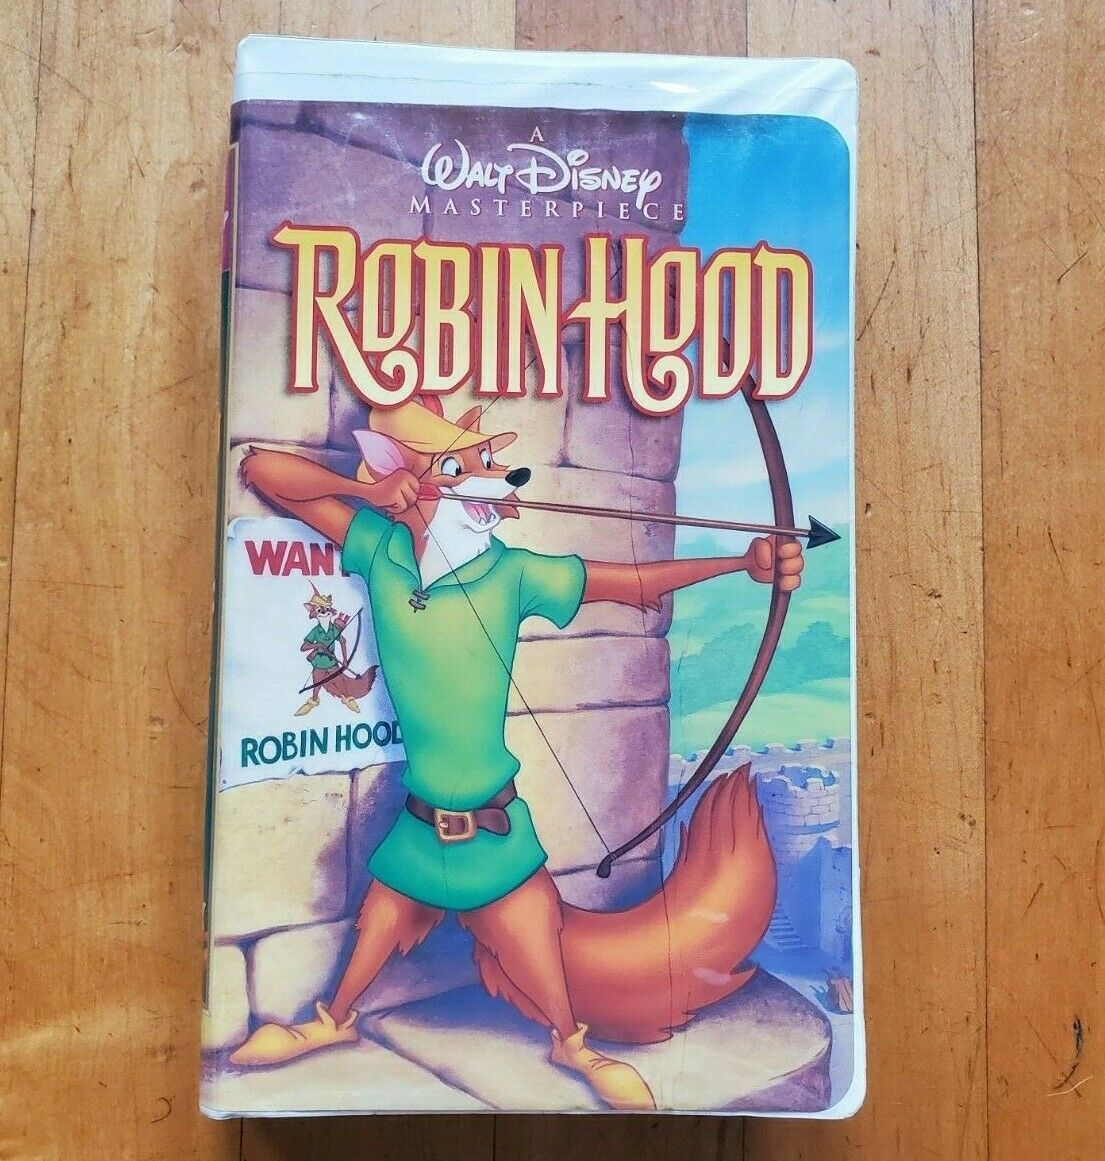 A
WALT DISNEY
MASTERPIECE
ROBIN HOOD
WANT
ROBIN HOOD